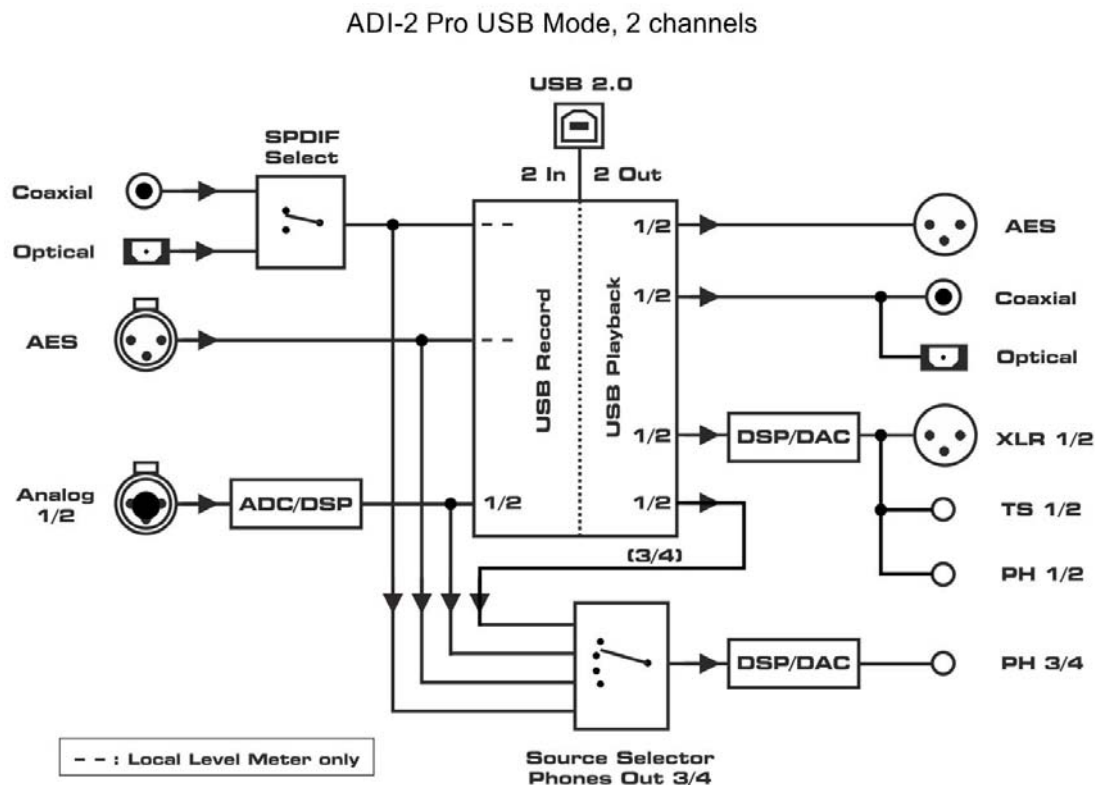 ADI-2 Pro USB Mode, 2 channels
USB 2.0
SPDIF
Select
2 In
2 Out
Coaxial
Optical
AES
Analog
1/2
ADC/DSP
- -
- -
1/2
USB Record
USB Playback
1/2
1/2
1/2
1/2
(3/4)
DSP/DAC
AES
Coaxial
Optical
XLR 1/2
TS 1/2
PH 1/2
DSP/DAC
PH 3/4
Source Selector
Phones Out 3/4
- - : Local Level Meter only